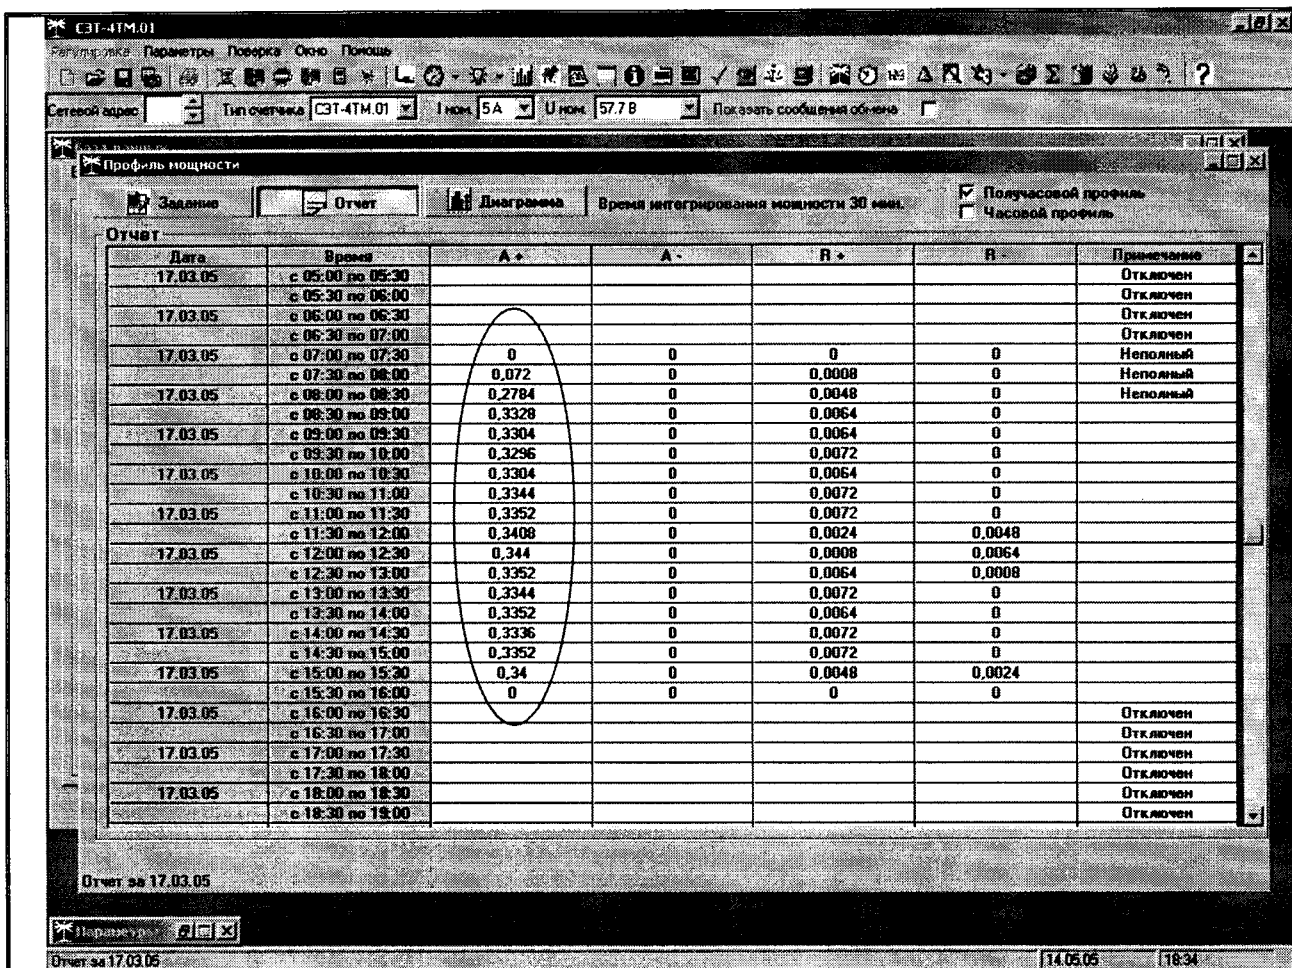 СЭТ-4ТМ.01
Регулировка Параметры Поверка Окно Помощь
Сетевой адрес Тип счетчика СЭТ-4ТМ.01 I ном. 5 А U ном. 57.7 В Показать сообщения обмена
Профиль мощности
Задание Отчет Диаграмма Время интегрирования мощности 30 мин. Получасовой профиль
Часовой профиль
Отчет
Дата Время A + A - R + R - Примечание
17.03.05 с 05:00 по 05:30 Отключен
с 05:30 по 06:00 Отключен
17.03.05 с 06:00 по 06:30 Отключен
с 06:30 по 07:00 Отключен
17.03.05 с 07:00 по 07:30 0 0 0 0 Неполный
с 07:30 по 08:00 0,072 0 0,0008 0 Неполный
17.03.05 с 08:00 по 08:30 0,2784 0 0,0048 0 Неполный
с 08:30 по 09:00 0,3328 0 0,0064 0
17.03.05 с 09:00 по 09:30 0,3304 0 0,0064 0
с 09:30 по 10:00 0,3296 0 0,0072 0
17.03.05 с 10:00 по 10:30 0,3304 0 0,0064 0
с 10:30 по 11:00 0,3344 0 0,0072 0
17.03.05 с 11:00 по 11:30 0,3352 0 0,0072 0
с 11:30 по 12:00 0,3408 0 0,0024 0,0048
17.03.05 с 12:00 по 12:30 0,344 0 0,0008 0,0064
с 12:30 по 13:00 0,3352 0 0,0064 0,0008
17.03.05 с 13:00 по 13:30 0,3344 0 0,0072 0
с 13:30 по 14:00 0,3352 0 0,0064 0
17.03.05 с 14:00 по 14:30 0,3336 0 0,0072 0
с 14:30 по 15:00 0,3352 0 0,0072 0
17.03.05 с 15:00 по 15:30 0,34 0 0,0048 0,0024
с 15:30 по 16:00 0 0 0 0
17.03.05 с 16:00 по 16:30 Отключен
с 16:30 по 17:00 Отключен
17.03.05 с 17:00 по 17:30 Отключен
с 17:30 по 18:00 Отключен
17.03.05 с 18:00 по 18:30 Отключен
с 18:30 по 19:00 Отключен
Отчет за 17.03.05
Отчет за 17.03.05 14.05.05 18:34